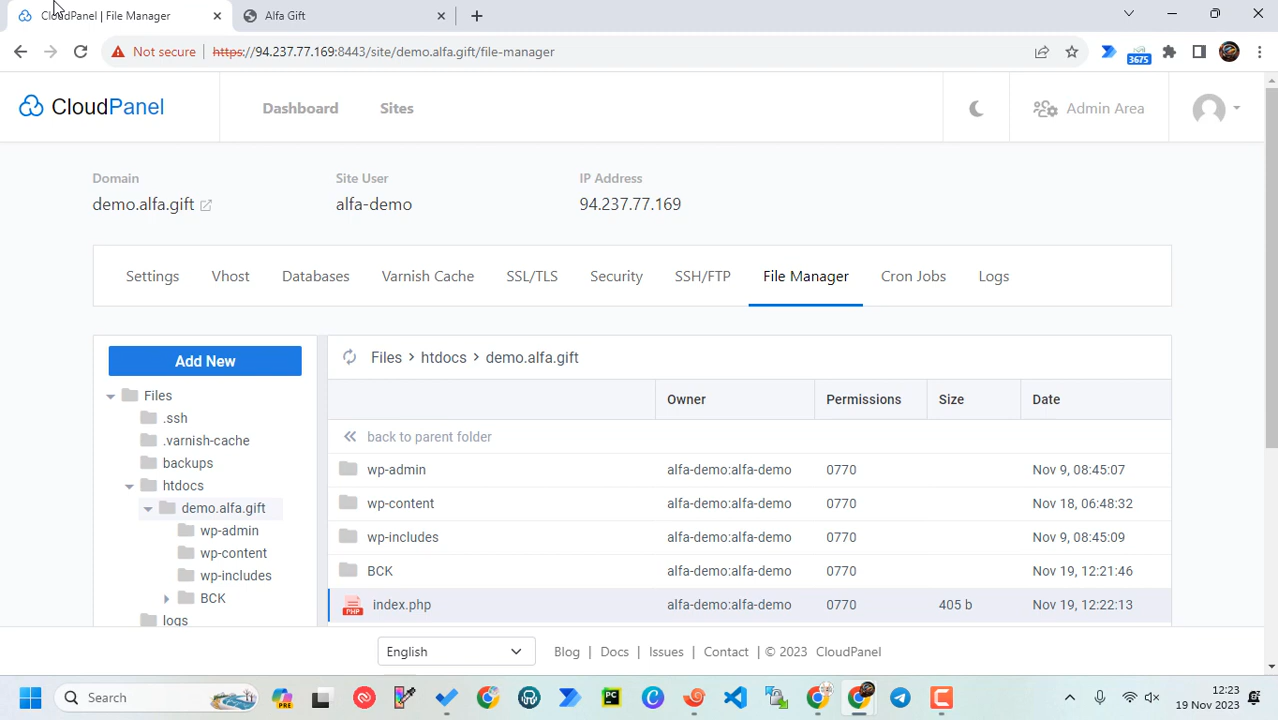 CloudPanel | File Manager
Alfa Gift
Not secure
https://94.237.77.169:8443/site/demo.alfa.gift/file-manager
3675
CloudPanel
Dashboard
Sites
Admin Area
Domain
demo.alfa.gift
Site User
alfa-demo
IP Address
94.237.77.169
Settings
Vhost
Databases
Varnish Cache
SSL/TLS
Security
SSH/FTP
File Manager
Cron Jobs
Logs
Add New
Files
.ssh
.varnish-cache
backups
htdocs
demo.alfa.gift
wp-admin
wp-content
wp-includes
BCK
logs
Files > htdocs > demo.alfa.gift
Owner Permissions Size Date
back to parent folder
wp-admin alfa-demo:alfa-demo 0770 Nov 9, 08:45:07
wp-content alfa-demo:alfa-demo 0770 Nov 18, 06:48:32
wp-includes alfa-demo:alfa-demo 0770 Nov 9, 08:45:09
BCK alfa-demo:alfa-demo 0770 Nov 19, 12:21:46
index.php alfa-demo:alfa-demo 0770 405 b Nov 19, 12:22:13
English
Blog | Docs | Issues | Contact | © 2023 CloudPanel
Search
PRE
PC
12:23
19 Nov 2023